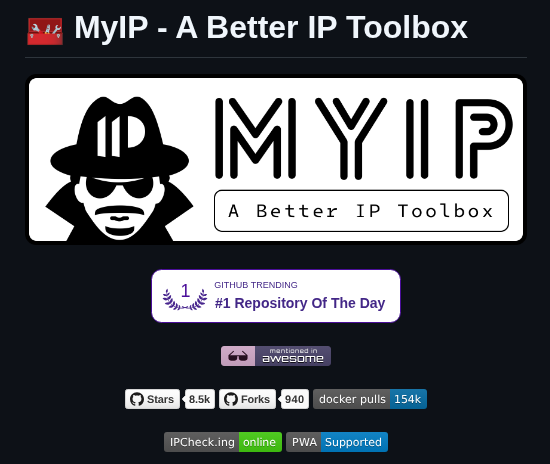 MyIP - A Better IP Toolbox
IP
MYIP
A Better IP Toolbox
1
GITHUB TRENDING
#1 Repository Of The Day
mentioned in
awesome
Stars 8.5k Forks 940 docker pulls 154k
IPCheck.ing online PWA Supported